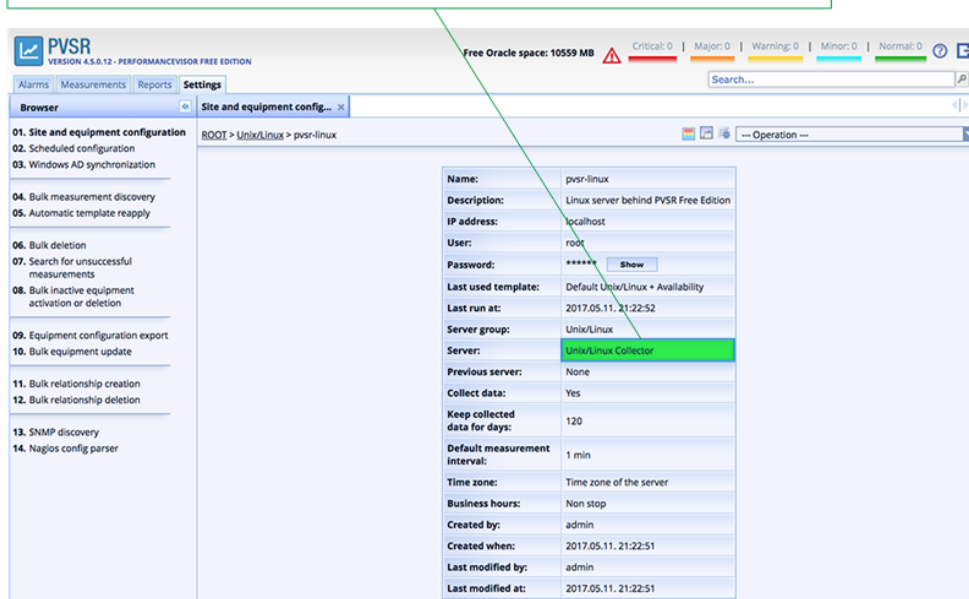 PVSR
VERSION 4.5.0.12 - PERFORMANCEVISOR FREE EDITION
Free Oracle space: 10559 MB
Critical: 0 | Major: 0 | Warning: 0 | Minor: 0 | Normal: 0
Alarms Measurements Reports Settings
Search...
Browser
Site and equipment config... ×
01. Site and equipment configuration
02. Scheduled configuration
03. Windows AD synchronization
04. Bulk measurement discovery
05. Automatic template reapply
06. Bulk deletion
07. Search for unsuccessful
measurements
08. Bulk inactive equipment
activation or deletion
09. Equipment configuration export
10. Bulk equipment update
11. Bulk relationship creation
12. Bulk relationship deletion
13. SNMP discovery
14. Nagios config parser
ROOT > Unix/Linux > pvsr-linux
--- Operation ---
Name: pvsr-linux
Description: Linux server behind PVSR Free Edition
IP address: localhost
User: root
Password: ****** Show
Last used template: Default Unix/Linux + Availability
Last run at: 2017.05.11. 21:22:52
Server group: Unix/Linux
Server: Unix/Linux Collector
Previous server: None
Collect data: Yes
Keep collected
data for days: 120
Default measurement
interval: 1 min
Time zone: Time zone of the server
Business hours: Non stop
Created by: admin
Created when: 2017.05.11. 21:22:51
Last modified by: admin
Last modified at: 2017.05.11. 21:22:51